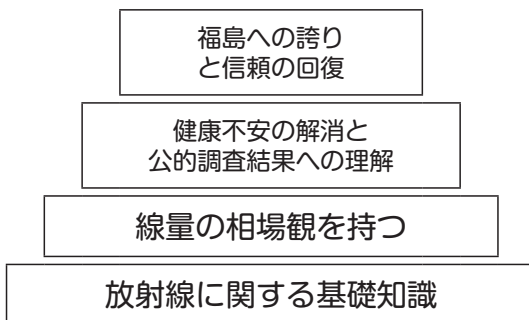 福島への誇り
と信頼の回復
健康不安の解消と
公的調査結果への理解
線量の相場観を持つ
放射線に関する基礎知識